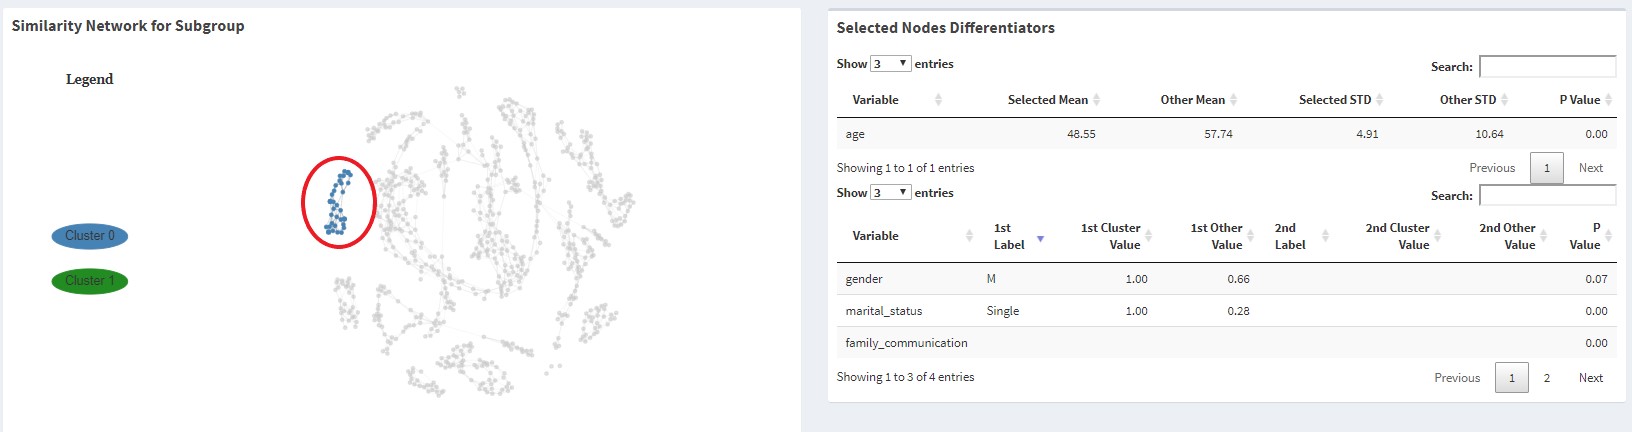 Similarity Network for Subgroup
Legend
Cluster 0
Cluster 1
Selected Nodes Differentiators
Show 3 entries
Search:
Variable Selected Mean Other Mean Selected STD Other STD P Value
age 48.55 57.74 4.91 10.64 0.00
Showing 1 to 1 of 1 entries
Previous 1 Next
Show 3 entries
Search:
Variable 1st Label 1st Cluster Value 1st Other Value 2nd Label 2nd Cluster Value 2nd Other Value P Value
gender M 1.00 0.66 0.07
marital_status Single 1.00 0.28 0.00
family_communication 0.00
Showing 1 to 3 of 4 entries
Previous 1 2 Next